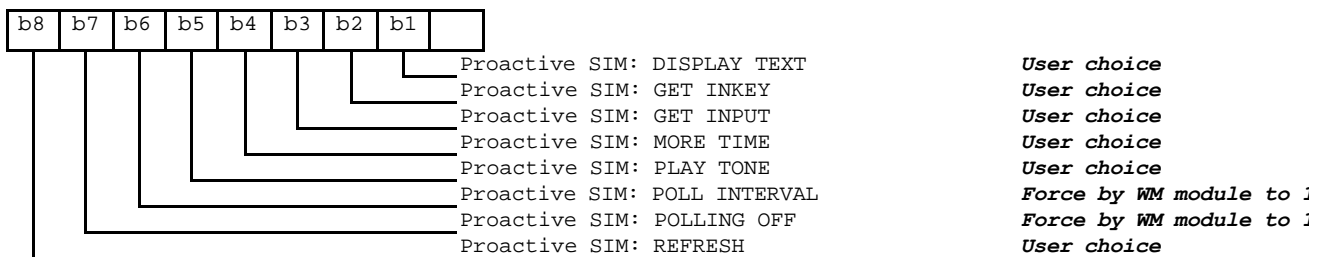 b8 b7 b6 b5 b4 b3 b2 b1
Proactive SIM: DISPLAY TEXT User choice
Proactive SIM: GET INKEY User choice
Proactive SIM: GET INPUT User choice
Proactive SIM: MORE TIME User choice
Proactive SIM: PLAY TONE User choice
Proactive SIM: POLL INTERVAL Force by WM module to 1
Proactive SIM: POLLING OFF Force by WM module to 1
Proactive SIM: REFRESH User choice